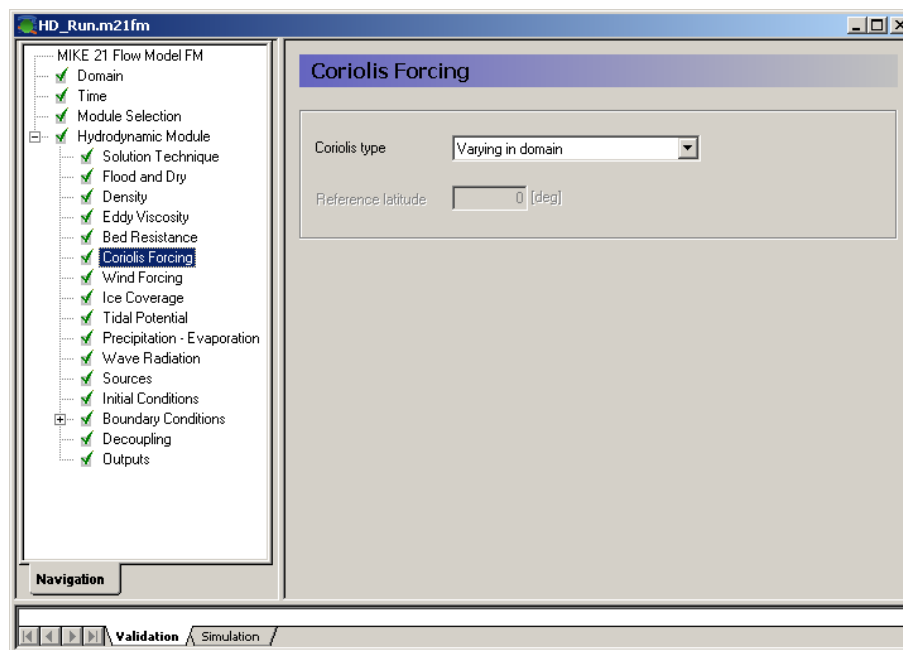 HD_Run.m21fm
MIKE 21 Flow Model FM
Domain
Time
Module Selection
Hydrodynamic Module
Solution Technique
Flood and Dry
Density
Eddy Viscosity
Bed Resistance
Coriolis Forcing
Wind Forcing
Ice Coverage
Tidal Potential
Precipitation - Evaporation
Wave Radiation
Sources
Initial Conditions
Boundary Conditions
Decoupling
Outputs
Navigation
Coriolis Forcing
Coriolis type Varying in domain
Reference latitude 0 [deg]
Validation Simulation